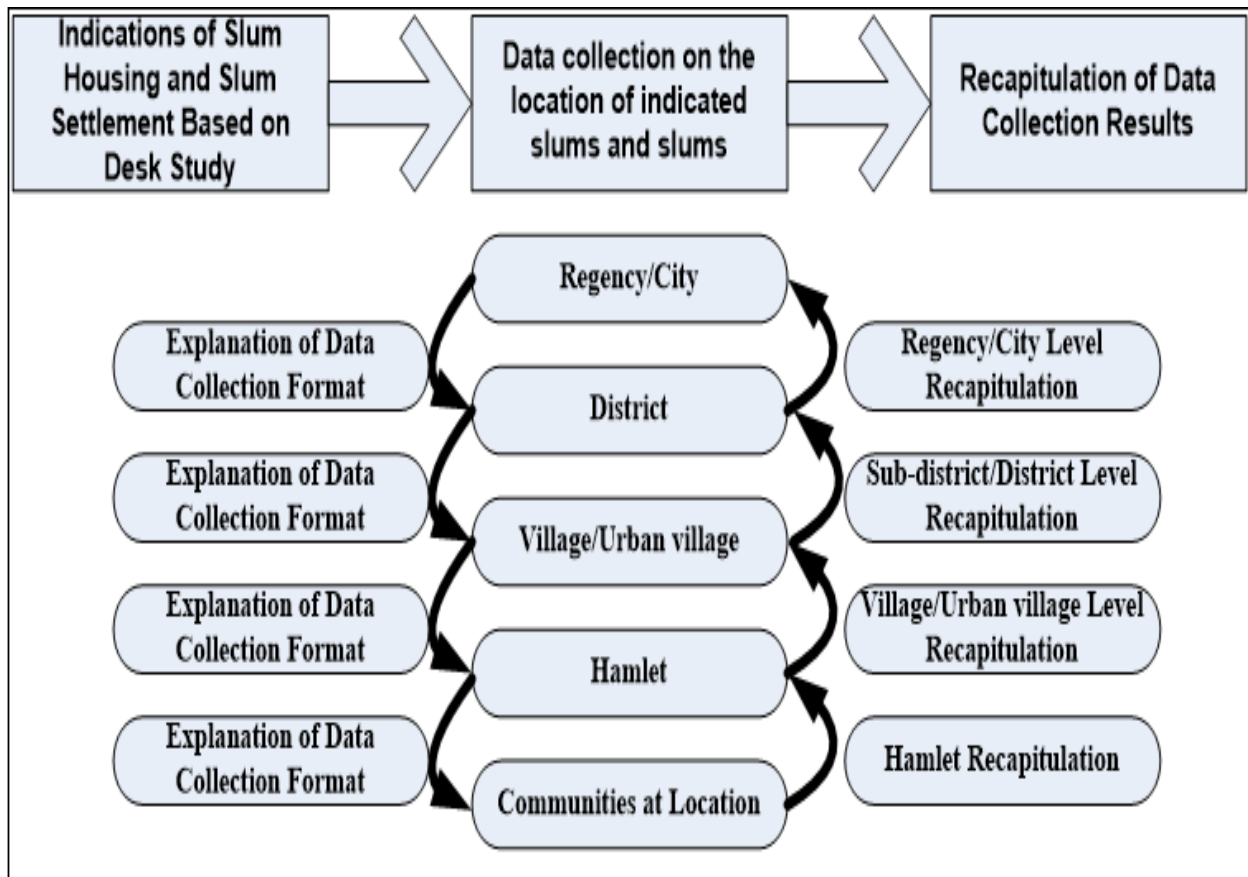 Indications of Slum
Housing and Slum
Settlement Based on
Desk Study
Data collection on the
location of indicated
slums and slums
Recapitulation of Data
Collection Results
Regency/City
Explanation of Data
Collection Format
Regency/City Level
Recapitulation
District
Explanation of Data
Collection Format
Sub-district/District Level
Recapitulation
Village/Urban village
Explanation of Data
Collection Format
Village/Urban village Level
Recapitulation
Hamlet
Explanation of Data
Collection Format
Hamlet Recapitulation
Communities at Location